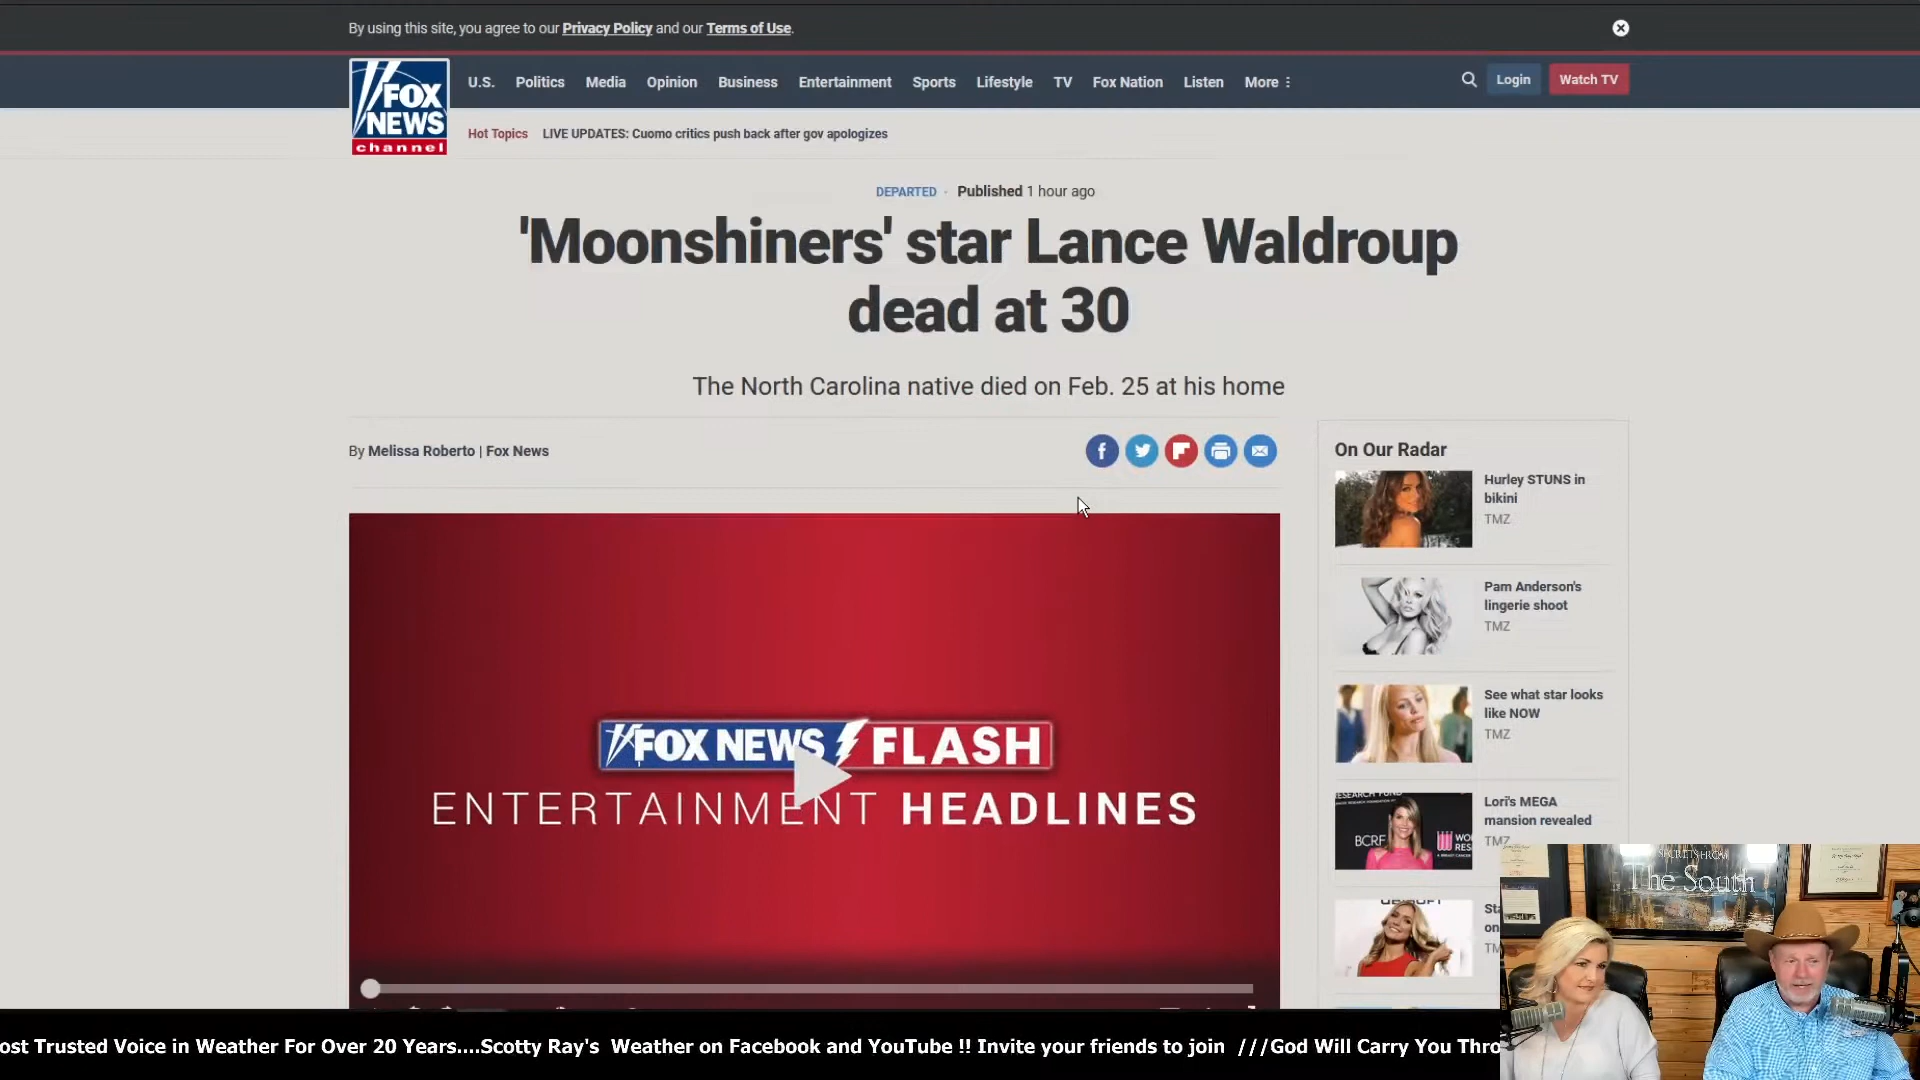 By using this site, you agree to our Privacy Policy and our Terms of Use.
FOX
NEWS
channel
U.S. Politics Media Opinion Business Entertainment Sports Lifestyle TV Fox Nation Listen More
Login
Watch TV
Hot Topics LIVE UPDATES: Cuomo critics push back after gov apologizes
DEPARTED · Published 1 hour ago
'Moonshiners' star Lance Waldroup
dead at 30
The North Carolina native died on Feb. 25 at his home
By Melissa Roberto | Fox News
FOX NEWS FLASH
ENTERTAINMENT HEADLINES
On Our Radar
Hurley STUNS in
bikini
TMZ
Pam Anderson's
lingerie shoot
TMZ
See what star looks
like NOW
TMZ
Lori's MEGA
mansion revealed
TMZ
BCRF
SECRETS FROM
The South
ost Trusted Voice in Weather For Over 20 Years....Scotty Ray's Weather on Facebook and YouTube !! Invite your friends to join ///God Will Carry You Thro